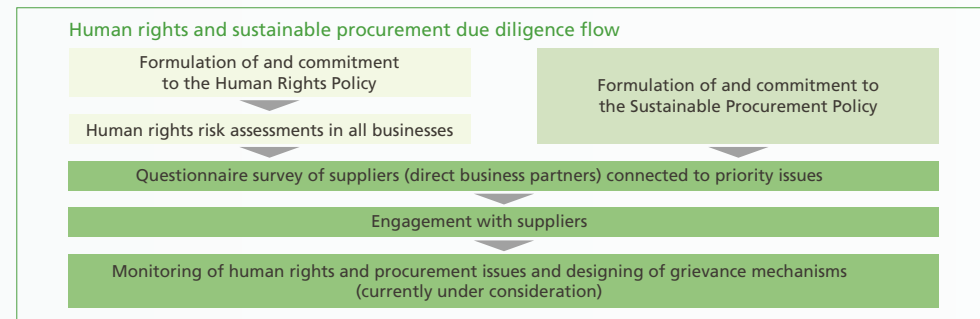 Human rights and sustainable procurement due diligence flow
Formulation of and commitment
to the Human Rights Policy
Human rights risk assessments in all businesses
Formulation of and commitment to
the Sustainable Procurement Policy
Questionnaire survey of suppliers (direct business partners) connected to priority issues
Engagement with suppliers
Monitoring of human rights and procurement issues and designing of grievance mechanisms
(currently under consideration)